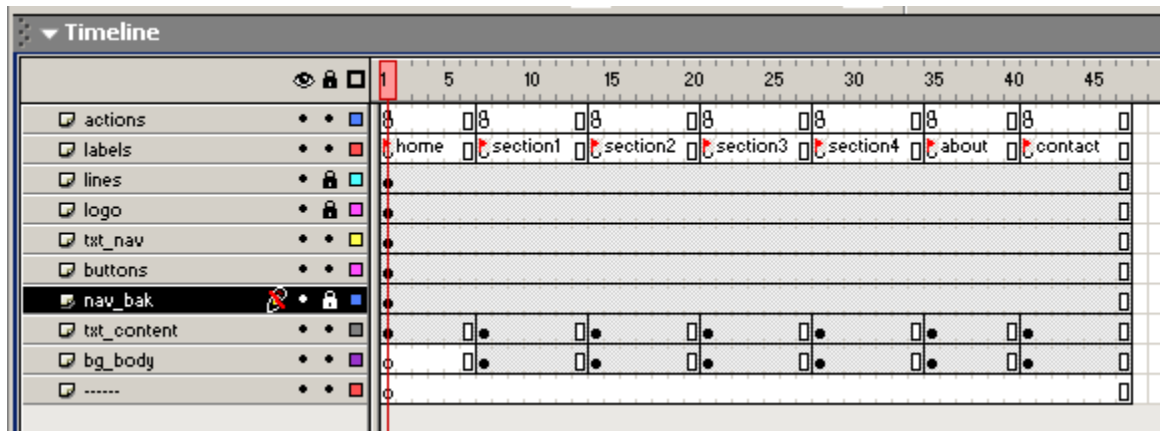 Timeline
1 5 10 15 20 25 30 35 40 45
actions
labels home section1 section2 section3 section4 about contact
lines
logo
txt_nav
buttons
nav_bak
txt_content
bg_body
------